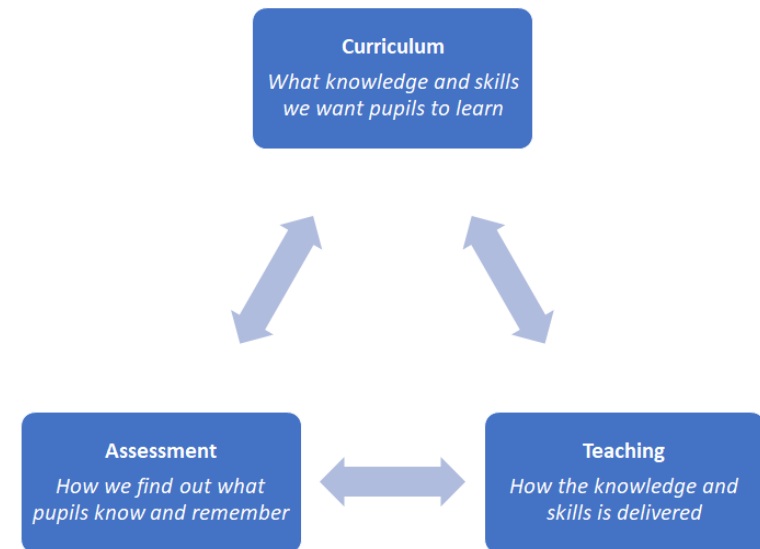 Curriculum
What knowledge and skills
we want pupils to learn
Assessment
How we find out what
pupils know and remember
Teaching
How the knowledge and
skills is delivered